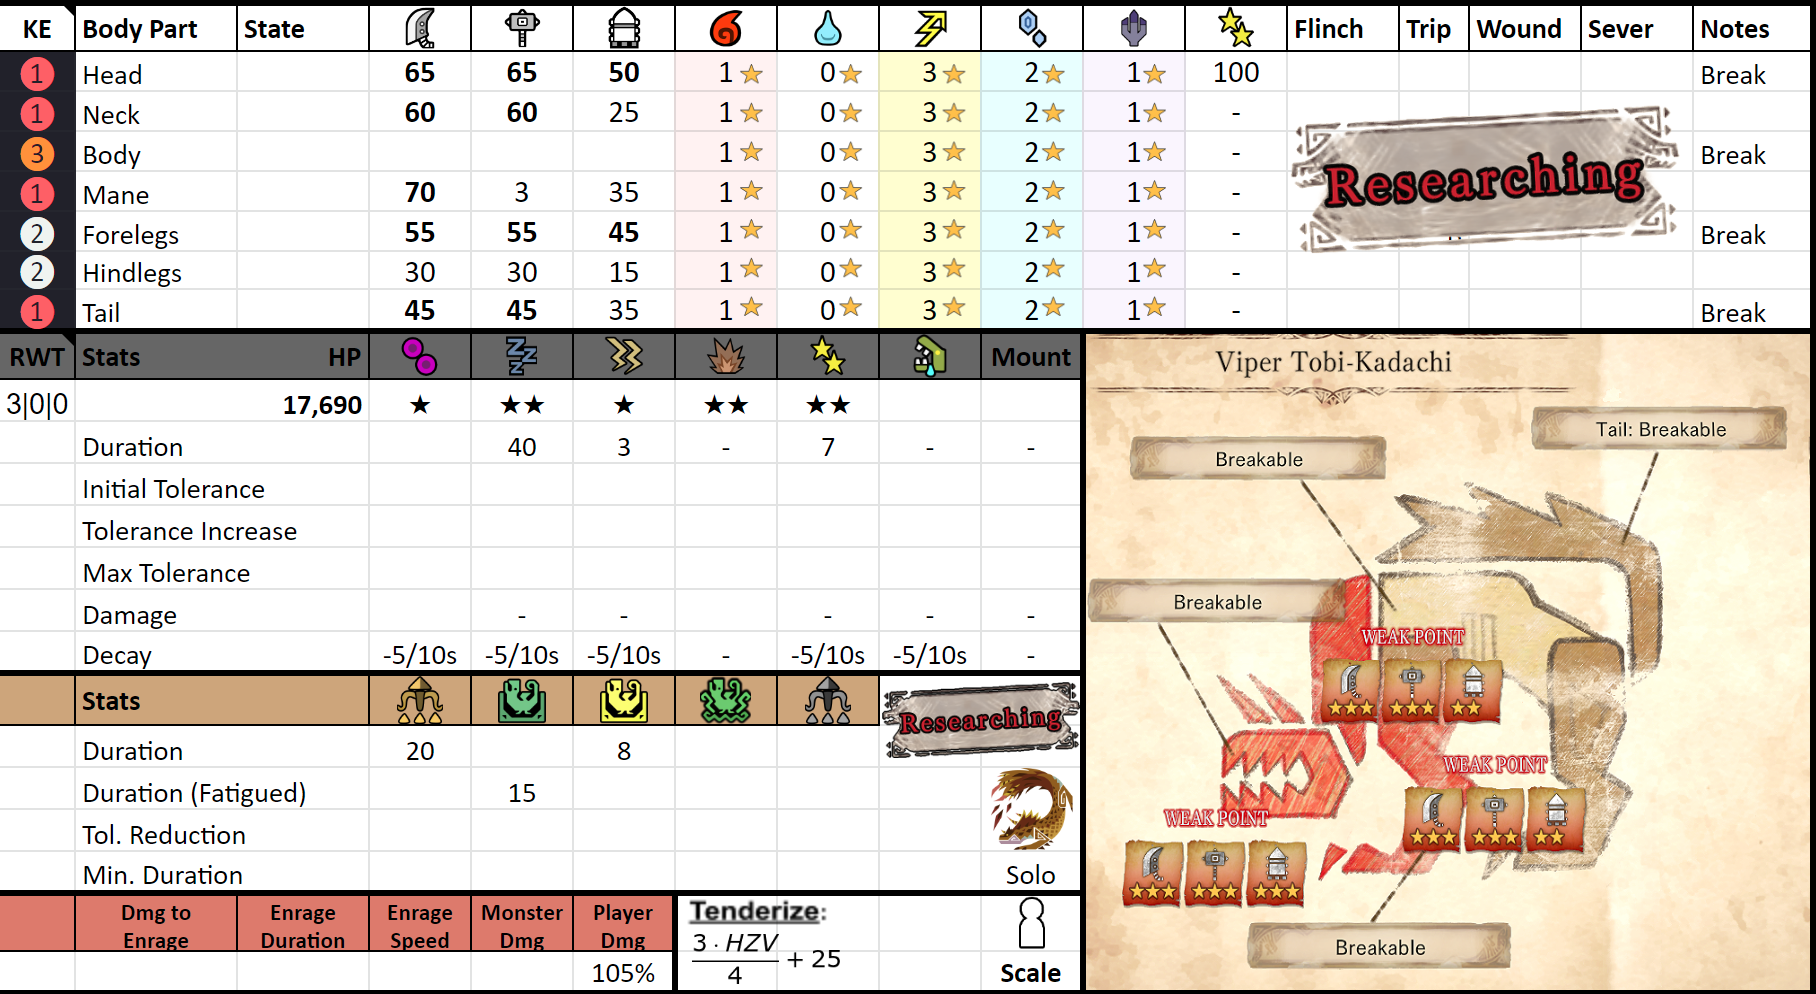 KE Body Part State Flinch Trip Wound Sever Notes
1 Head 65 65 50 1 0 3 2 1 100 Break
1 Neck 60 60 25 1 0 3 2 1 -
3 Body 1 0 3 2 1 - Break
1 Mane 70 3 35 1 0 3 2 1 -
2 Forelegs 55 55 45 1 0 3 2 1 - Break
2 Hindlegs 30 30 15 1 0 3 2 1 -
1 Tail 45 45 35 1 0 3 2 1 - Break
Researching
RWT Stats HP Mount
3|0|0 17,690 ★ ★★ ★ ★★ ★★
Duration 40 3 - 7 - -
Initial Tolerance
Tolerance Increase
Max Tolerance
Damage - - - - -
Decay -5/10s -5/10s -5/10s - -5/10s -5/10s -
Stats
Researching
Duration 20 8
Duration (Fatigued) 15
Tol. Reduction
Min. Duration Solo
Dmg to Enrage Enrage Duration Enrage Speed Monster Dmg Player Dmg
105%
Tenderize:
3 · HZV
4
+ 25
Scale
Viper Tobi-Kadachi
Tail: Breakable
Breakable
Breakable
WEAK POINT
WEAK POINT
WEAK POINT
Breakable